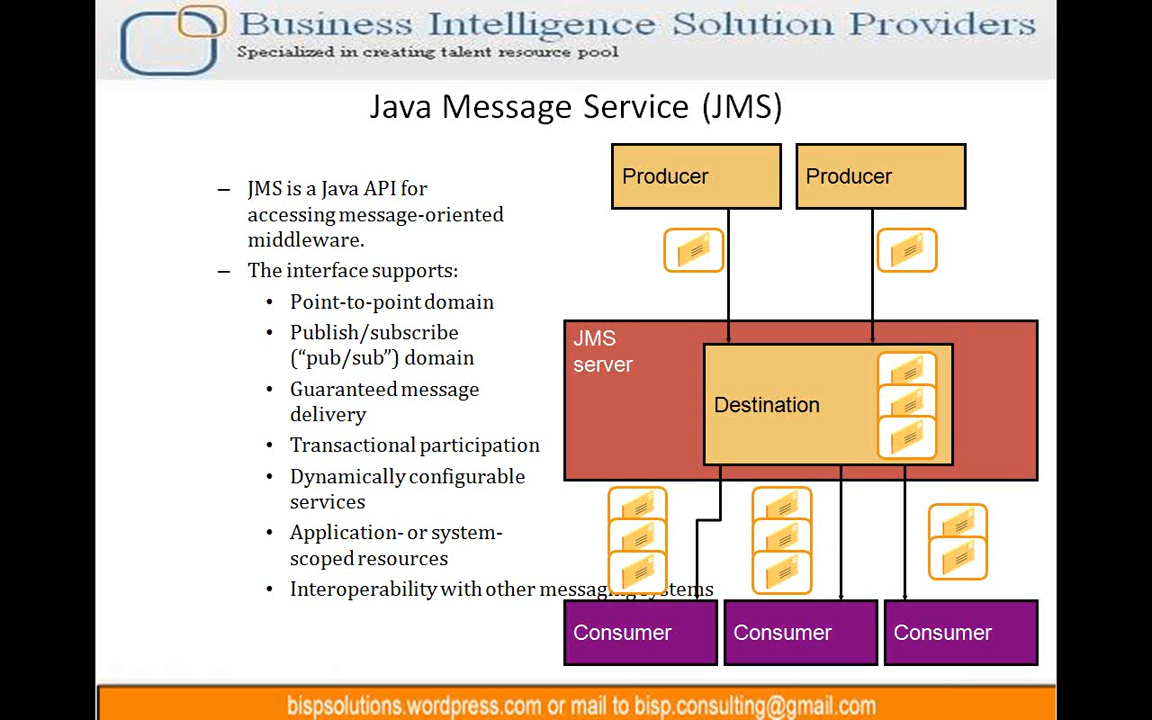 Business Intelligence Solution Providers
Specialized in creating talent resource pool
Java Message Service (JMS)
– JMS is a Java API for
accessing message-oriented
middleware.
– The interface supports:
• Point-to-point domain
• Publish/subscribe
(“pub/sub”) domain
• Guaranteed message
delivery
• Transactional participation
• Dynamically configurable
services
• Application- or system-
scoped resources
• Interoperability with other messaging systems
Producer
Producer
JMS
server
Destination
Consumer
Consumer
Consumer
bispsolutions.wordpress.com or mail to bisp.consulting@gmail.com